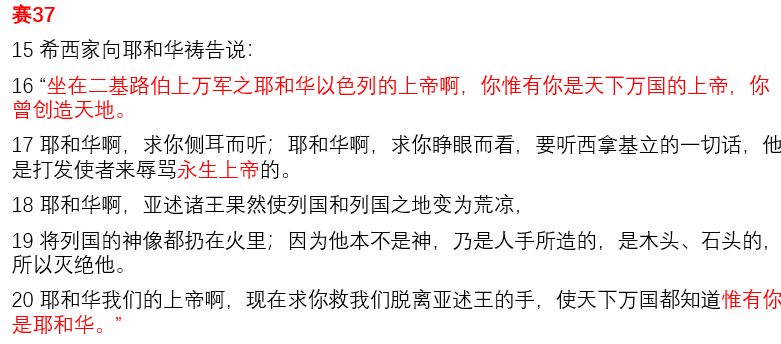 赛37
15 希西家向耶和华祷告说：
16 “坐在二基路伯上万军之耶和华以色列的上帝啊，你惟有你是天下万国的上帝，你
曾创造天地。
17 耶和华啊，求你侧耳而听；耶和华啊，求你睁眼而看，要听西拿基立的一切话，他
是打发使者来辱骂永生上帝的。
18 耶和华啊，亚述诸王果然使列国和列国之地变为荒凉，
19 将列国的神像都扔在火里；因为他本不是神，乃是人手所造的，是木头、石头的，
所以灭绝他。
20 耶和华我们的上帝啊，现在求你救我们脱离亚述王的手，使天下万国都知道惟有你
是耶和华。”